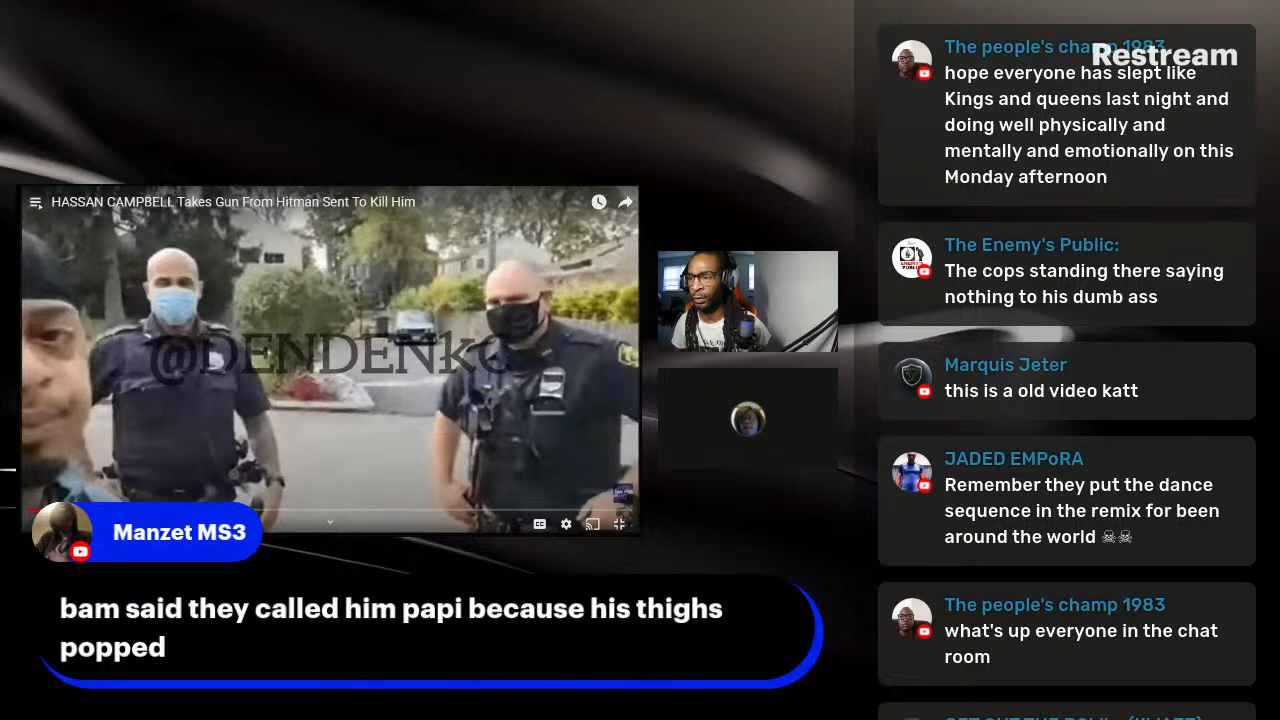 HASSAN CAMPBELL Takes Gun From Hitman Sent To Kill Him
@DENDENKC
Manzet MS3
bam said they called him papi because his thighs
popped
Restream
The people's champ 1983
hope everyone has slept like
Kings and queens last night and
doing well physically and
mentally and emotionally on this
Monday afternoon
The Enemy's Public:
The cops standing there saying
nothing to his dumb ass
Marquis Jeter
this is a old video katt
JADED EMPoRA
Remember they put the dance
sequence in the remix for been
around the world ☠☠
The people's champ 1983
what's up everyone in the chat
room